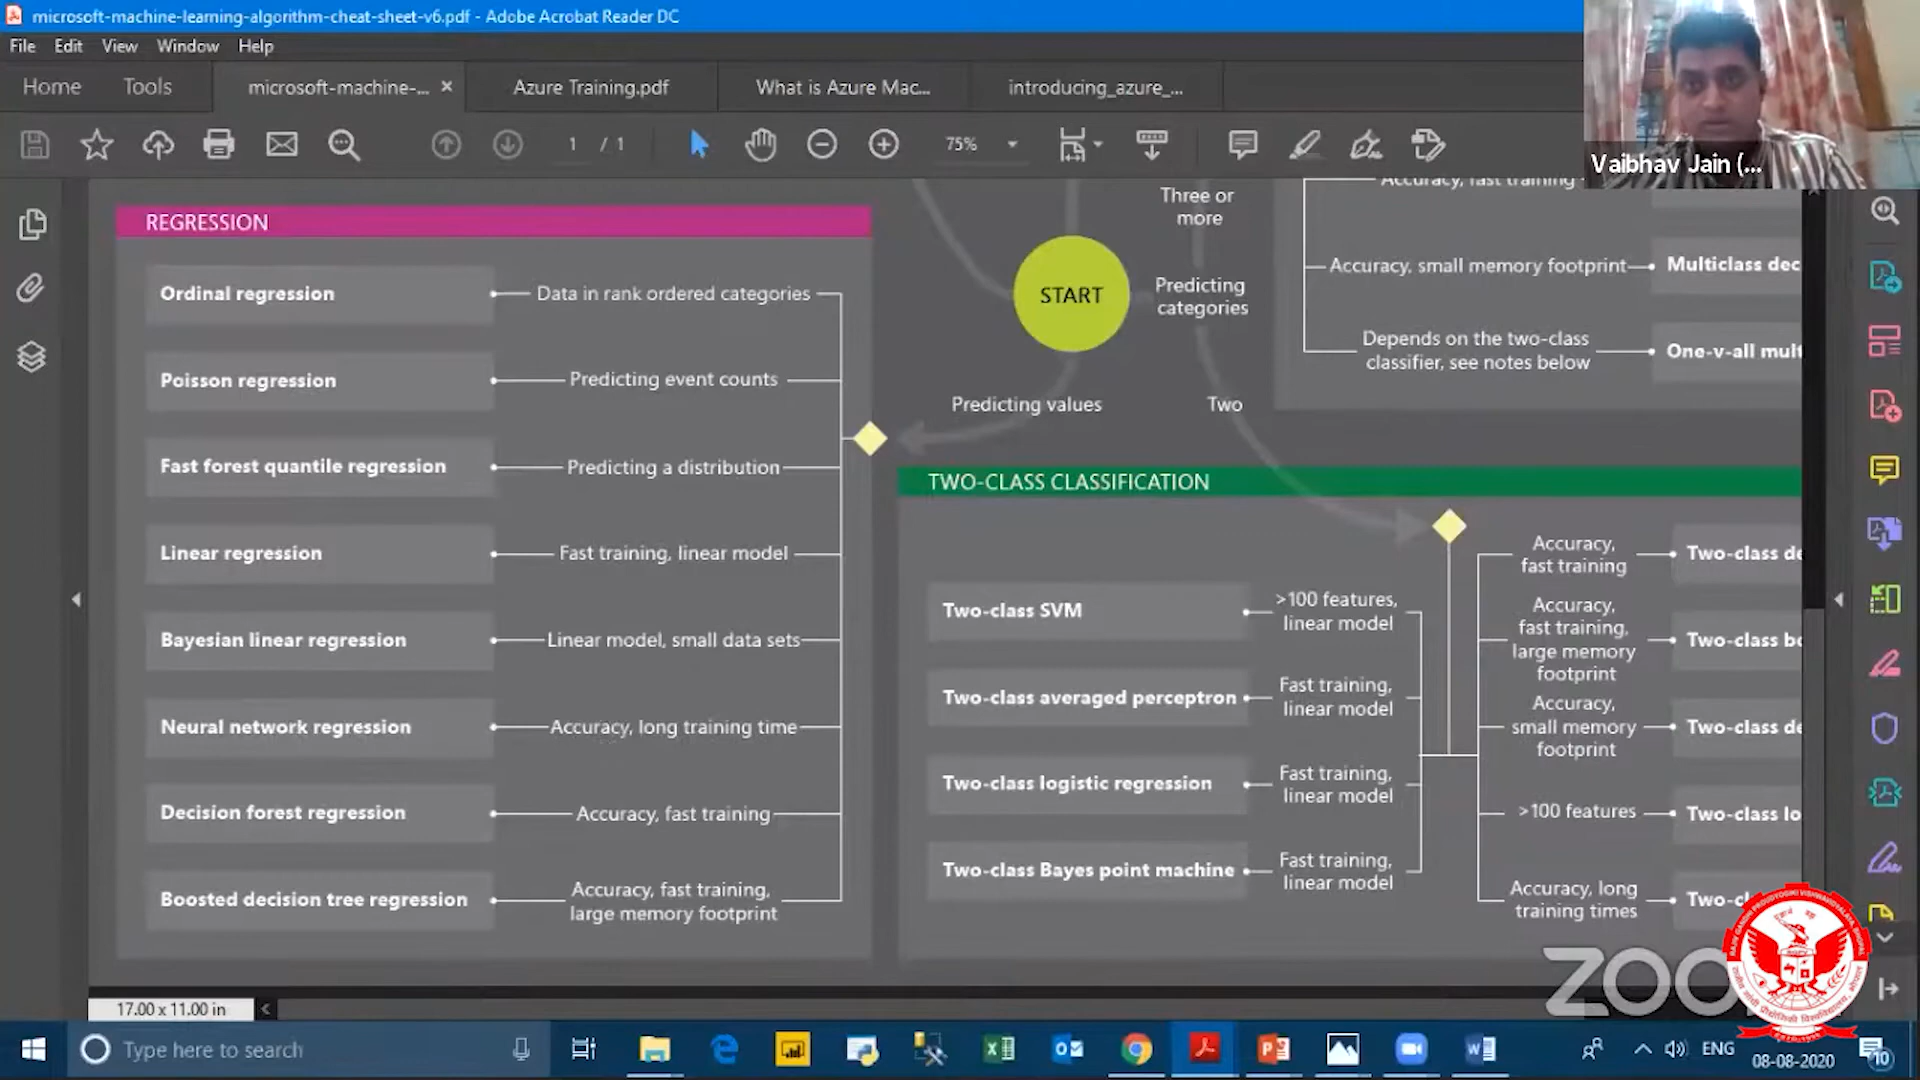 microsoft-machine-learning-algorithm-cheat-sheet-v6.pdf - Adobe Acrobat Reader DC
File Edit View Window Help
Home Tools microsoft-machine-... × Azure Training.pdf What is Azure Mac... introducing_azure_...
1 / 1 75%
Vaibhav Jain (...
REGRESSION
Ordinal regression
Data in rank ordered categories
Poisson regression
Predicting event counts
Fast forest quantile regression
Predicting a distribution
Linear regression
Fast training, linear model
Bayesian linear regression
Linear model, small data sets
Neural network regression
Accuracy, long training time
Decision forest regression
Accuracy, fast training
Boosted decision tree regression
Accuracy, fast training,
large memory footprint
START
Three or
more
Predicting
categories
Predicting values
Two
Accuracy, fast training
Accuracy, small memory footprint
Multiclass dec
Depends on the two-class
classifier, see notes below
One-v-all mul
TWO-CLASS CLASSIFICATION
Two-class SVM
>100 features,
linear model
Two-class averaged perceptron
Fast training,
linear model
Two-class logistic regression
Fast training,
linear model
Two-class Bayes point machine
Fast training,
linear model
Accuracy,
fast training
Two-class de
Accuracy,
fast training,
large memory
footprint
Two-class bo
Accuracy,
small memory
footprint
Two-class de
>100 features
Two-class lo
Accuracy, long
training times
Two-cl
17.00 x 11.00 in
ZOO
Type here to search
ENG
08-08-2020
10